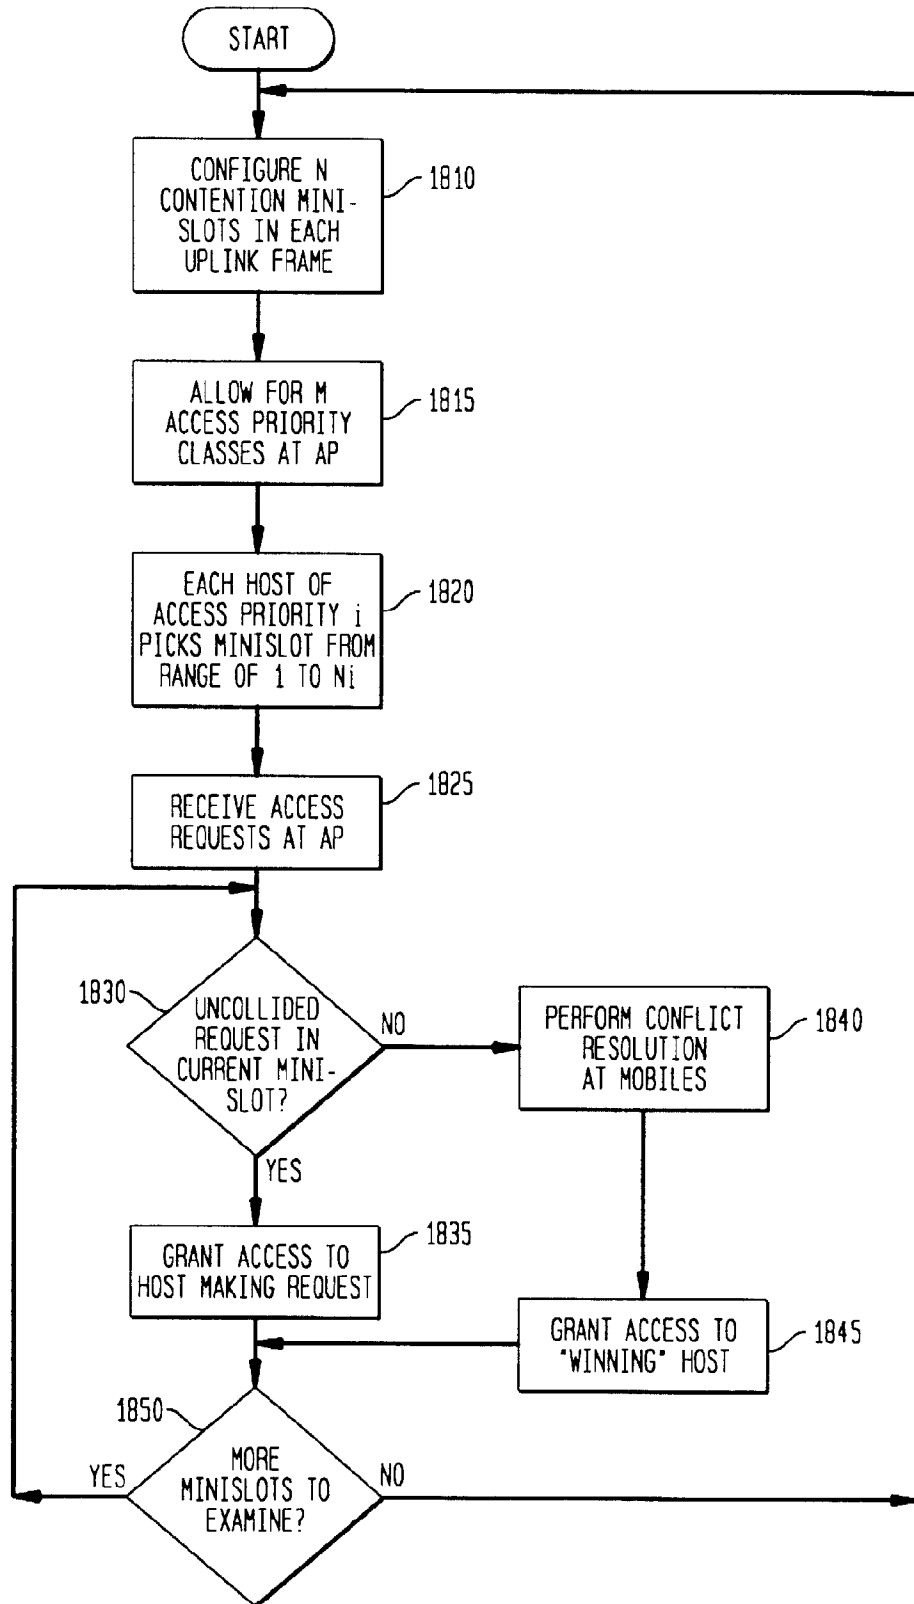 START
CONFIGURE N
CONTENTION MINI-
SLOTS IN EACH
UPLINK FRAME
1810
ALLOW FOR M
ACCESS PRIORITY
CLASSES AT AP
1815
EACH HOST OF
ACCESS PRIORITY i
PICKS MINISLOT FROM
RANGE OF 1 TO Ni
1820
RECEIVE ACCESS
REQUESTS AT AP
1825
1830
UNCOLLIDED
REQUEST IN
CURRENT MINI-
SLOT?
NO
YES
PERFORM CONFLICT
RESOLUTION
AT MOBILES
1840
GRANT ACCESS TO
HOST MAKING REQUEST
1835
GRANT ACCESS TO
"WINNING" HOST
1845
1850
MORE
MINISLOTS TO
EXAMINE?
YES
NO